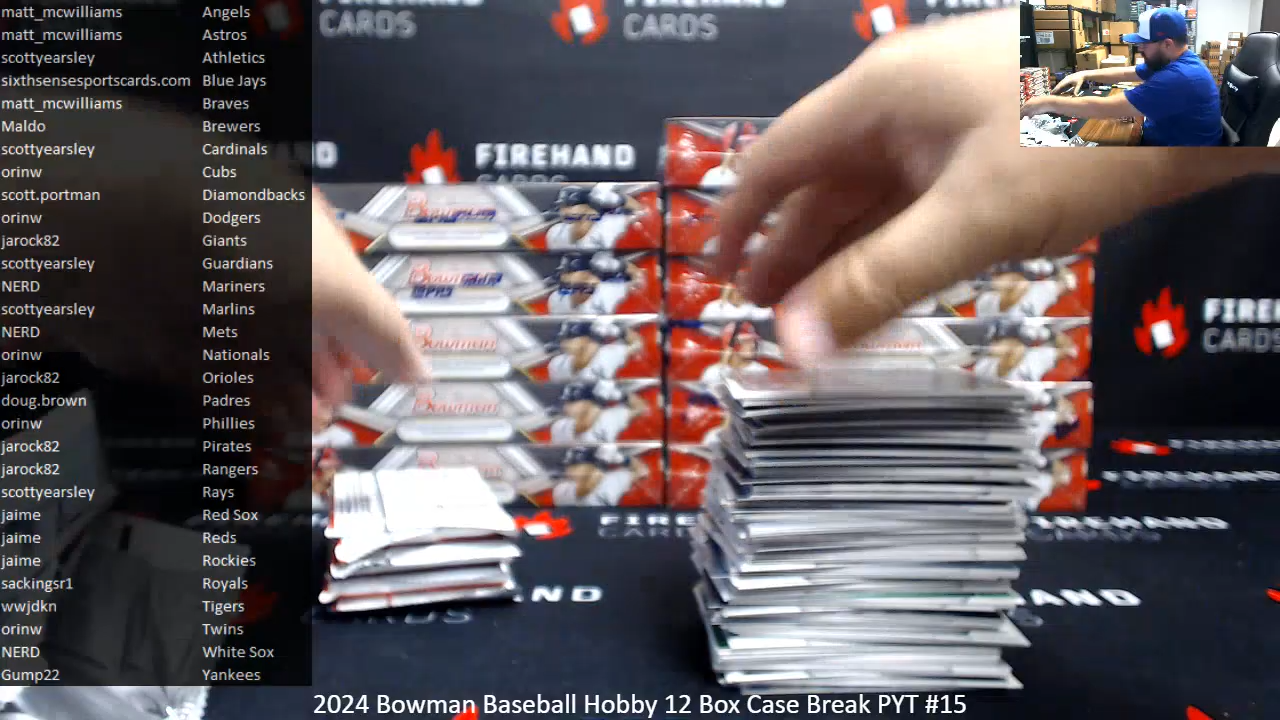 matt_mcwilliams Angels
matt_mcwilliams Astros
scottyearsley Athletics
sixthsensesportscards.com Blue Jays
matt_mcwilliams Braves
Maldo Brewers
scottyearsley Cardinals
orinw Cubs
scott.portman Diamondbacks
orinw Dodgers
jarock82 Giants
scottyearsley Guardians
NERD Mariners
scottyearsley Marlins
NERD Mets
orinw Nationals
jarock82 Orioles
doug.brown Padres
orinw Phillies
jarock82 Pirates
jarock82 Rangers
scottyearsley Rays
jaime Red Sox
jaime Reds
jaime Rockies
sackingsr1 Royals
wwjdkn Tigers
orinw Twins
NERD White Sox
Gump22 Yankees
FIREHAND
CARDS
FIREHAND
CARDS
FIREHAND
BOWMAN
BOWMAN
BOWMAN
BOWMAN
2024 Bowman Baseball Hobby 12 Box Case Break PYT #15